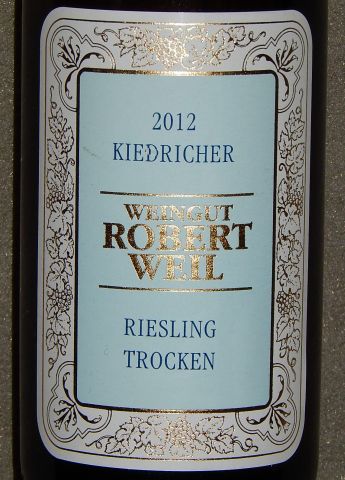 2012
KIEDRICHER
WEINGUT
ROBERT
WEIL
RIESLING
TROCKEN